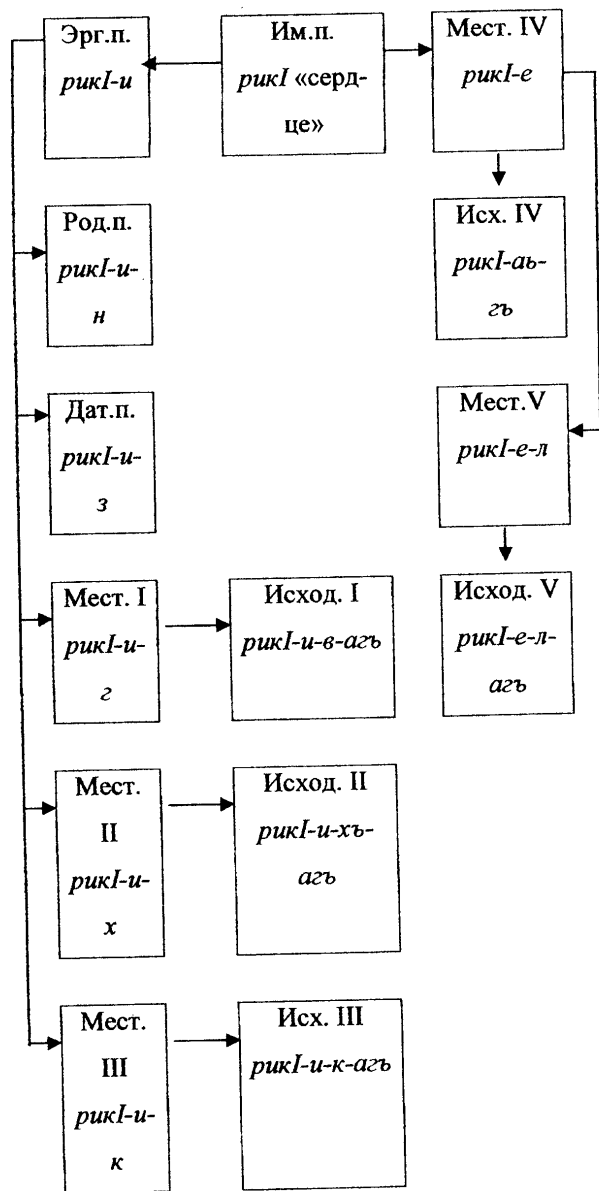 Эрг.п.
рикI-и
Им.п.
рикI «серд-
це»
Мест. IV
рикI-е
Род.п.
рикI-и-
н
Исх. IV
рикI-аь-
гъ
Дат.п.
рикI-и-
з
Мест.V
рикI-е-л
Мест. I
рикI-и-
г
Исход. I
рикI-и-в-агъ
Исход. V
рикI-е-л-
агъ
Мест.
II
рикI-и-
х
Исход. II
рикI-и-хъ-
агъ
Мест.
III
рикI-и-
к
Исх. III
рикI-и-к-агъ